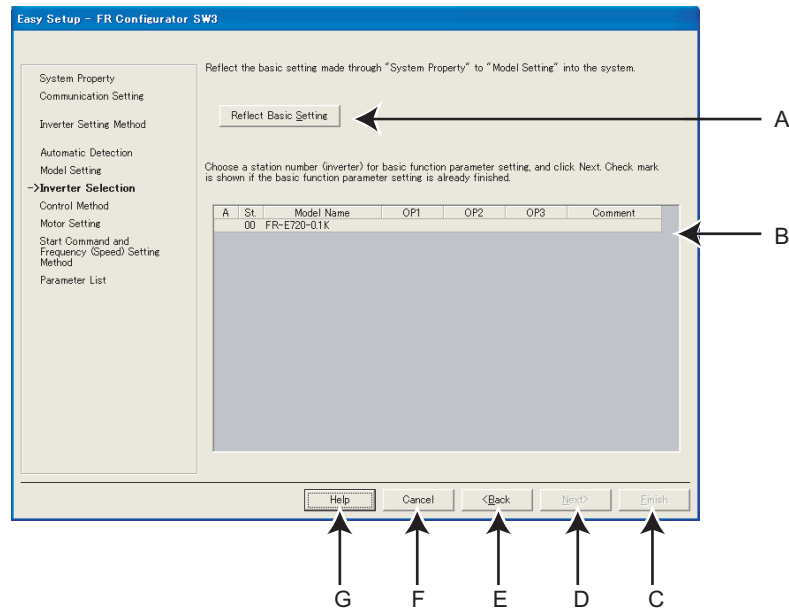 Easy Setup - FR Configurator SW3
System Property
Communication Setting
Inverter Setting Method
Automatic Detection
Model Setting
->Inverter Selection
Control Method
Motor Setting
Start Command and
Frequency (Speed) Setting
Method
Parameter List
Reflect the basic setting made through "System Property" to "Model Setting" into the system.
Reflect Basic Setting
A
Choose a station number (inverter) for basic function parameter setting, and click Next. Check mark
is shown if the basic function parameter setting is already finished.
A St. Model Name OP1 OP2 OP3 Comment
00 FR-E720-0.1K
B
Help Cancel <Back Next> Finish
G F E D C